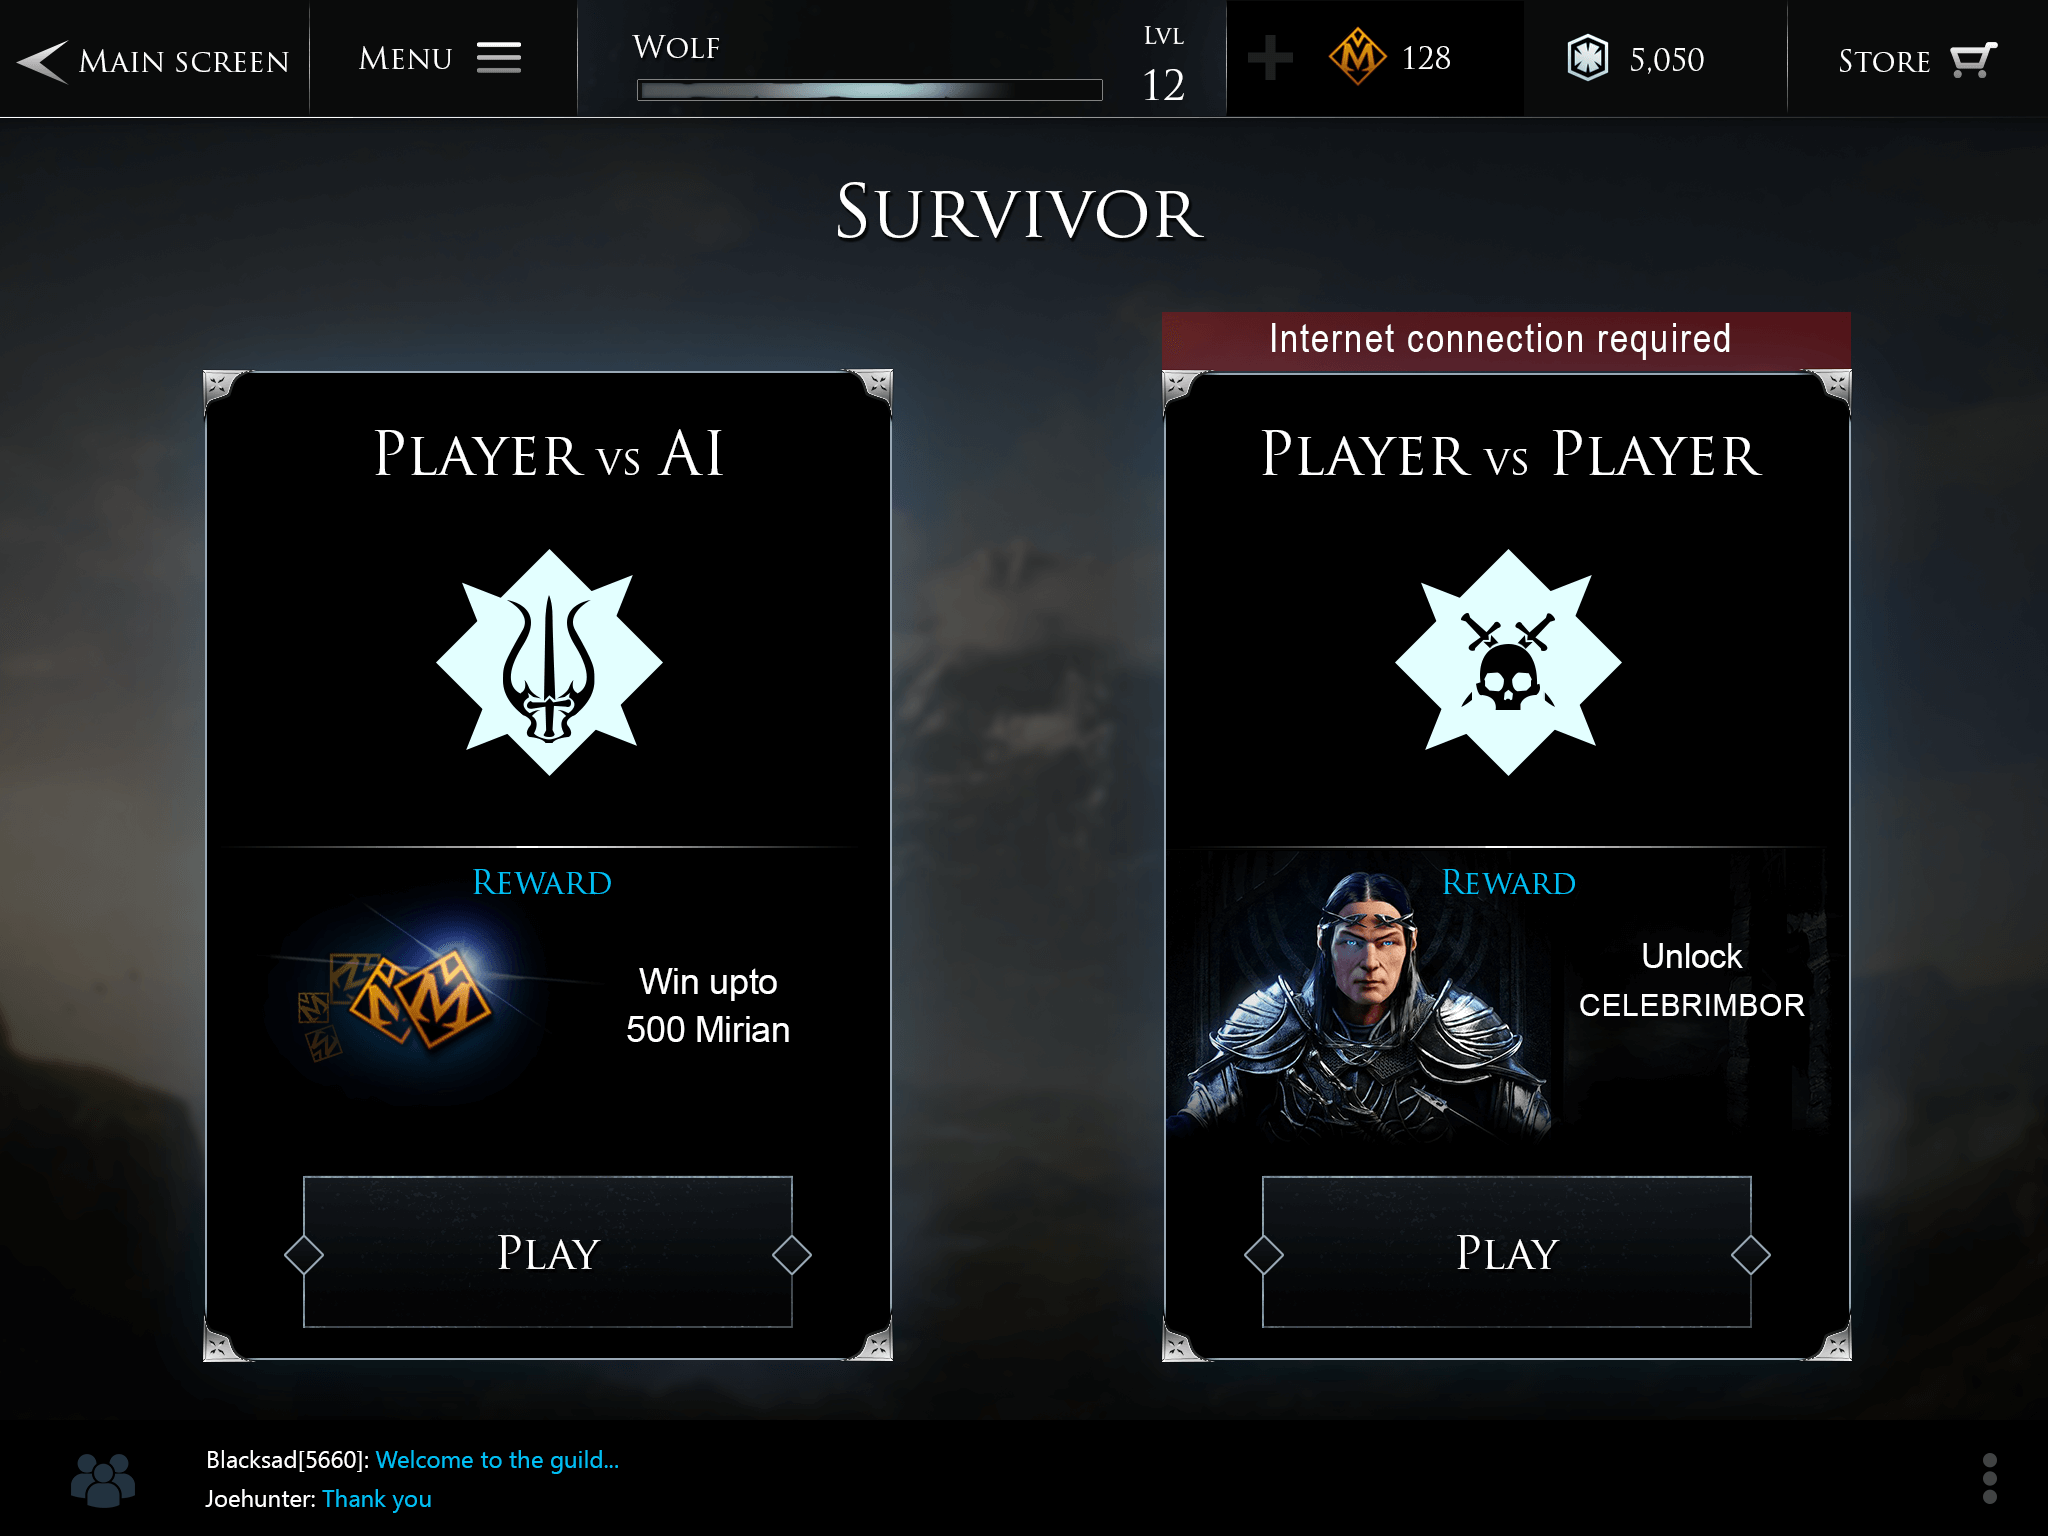 Main screen
Menu
Wolf
Lvl
12
128
5,050
Store
Survivor
Internet connection required
Player vs AI
Player vs Player
Reward
Win upto
500 Mirian
Reward
Unlock
CELEBRIMBOR
Play
Play
Blacksad[5660]: Welcome to the guild...
Joehunter: Thank you